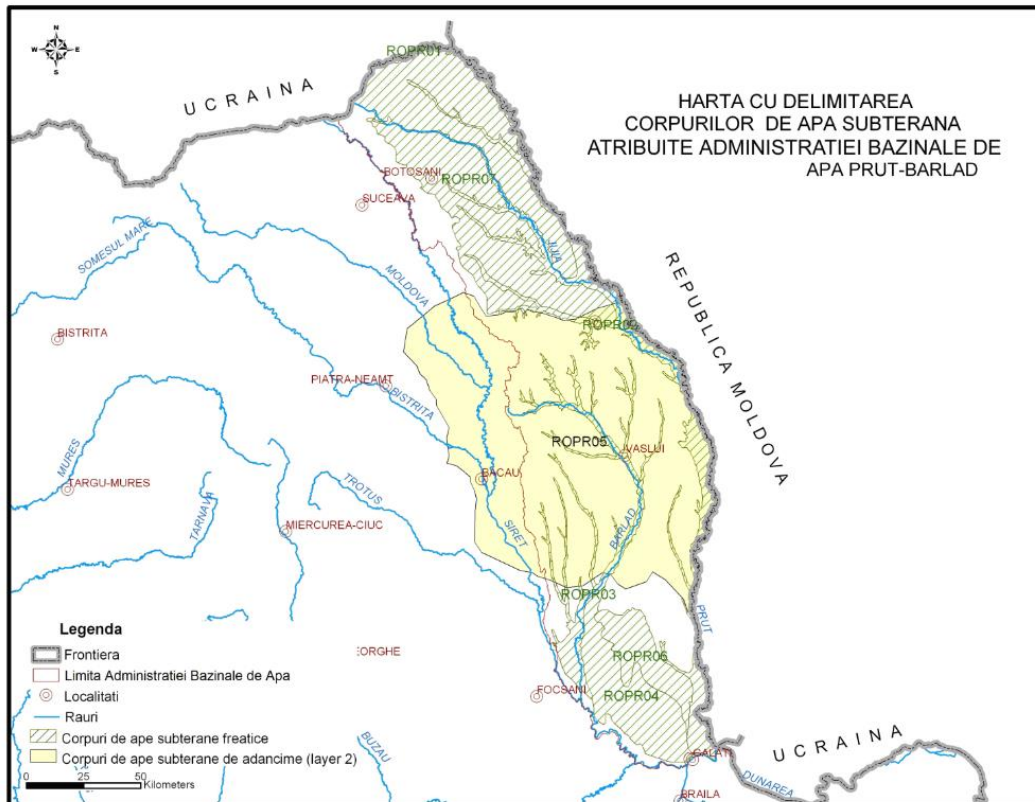 N
W E
S
HARTA CU DELIMITAREA
CORPURILOR DE APA SUBTERANA
ATRIBUITE ADMINISTRATIEI BAZINALE DE
APA PRUT-BARLAD
UCRAINA
ROPR01
BOTOSANI
ROPR07
SUCEAVA
SOMESUL MARE
MOLDOVA
JIJIA
REPUBLICA MOLDOVA
BISTRITA
ROPR02
PIATRA-NEAMT
BISTRITA
ROPR05
VASLUI
MURES
TARGU-MURES
TARNAVA
BACAU
TROTUS
MIERCUREA-CIUC
SIRET
BARLAD
ROPR03
PRUT
ORGHE
ROPR06
FOCSANI
ROPR04
UCRAINA
GALATI
DUNAREA
BRAILA
BUZAU
Legenda
Frontiera
Limita Administratiei Bazinale de Apa
Localitati
Rauri
Corpuri de ape subterane freatice
Corpuri de ape subterane de adancime (layer 2)
0 25 50
Kilometers